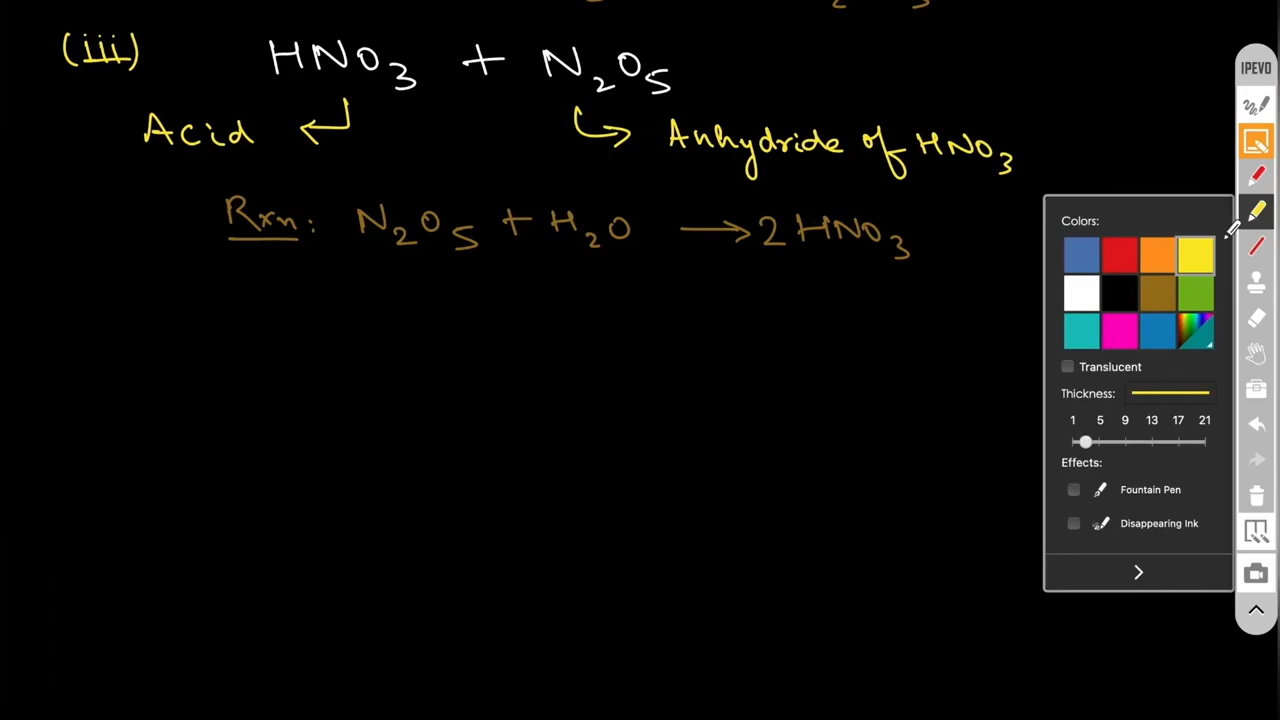 (iii) HNO₃ + N₂O₅
Acid
Anhydride of HNO₃
Rxn: N₂O₅ + H₂O → 2HNO₃
IPEVO
Colors:
Translucent
Thickness:
1 5 9 13 17 21
Effects:
Fountain Pen
Disappearing Ink